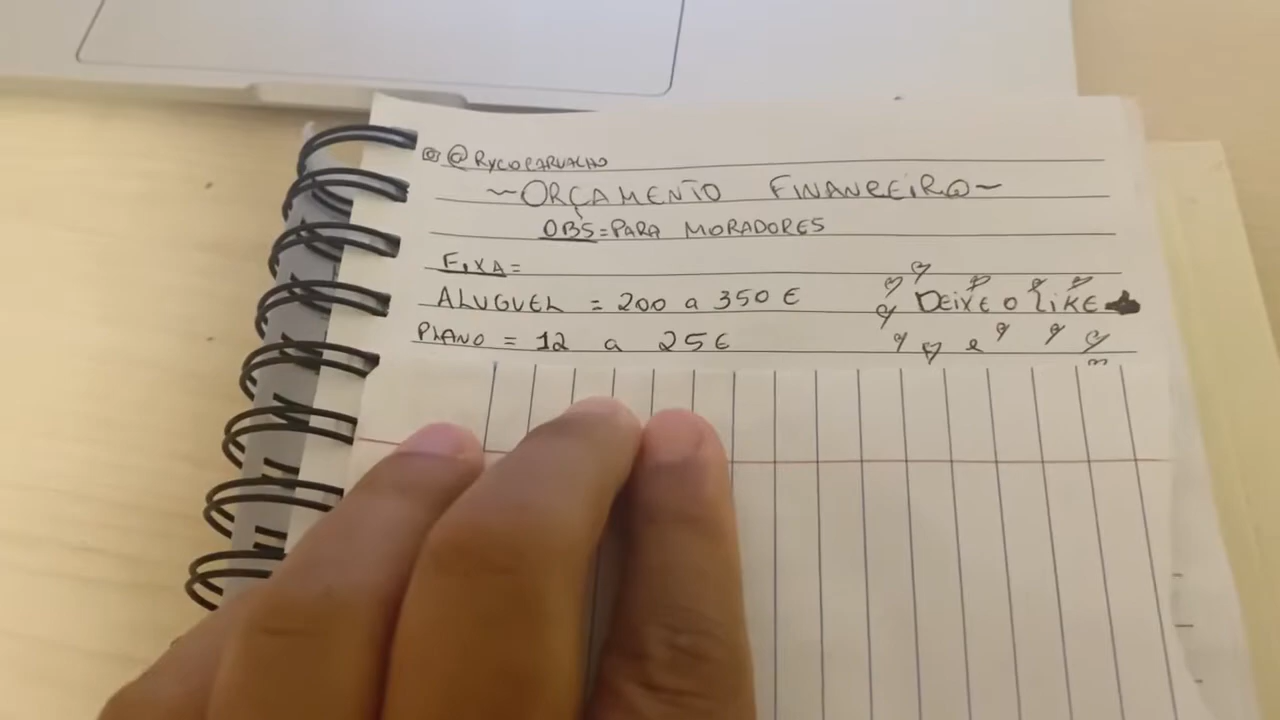 @RYCOCARVALHO
~ORÇAMENTO FINANCEIRO~
OBS=PARA MORADORES
FIXA=
ALUGUEL = 200 a 350 €
DEIXE O LIKE
PLANO = 12 a 25€